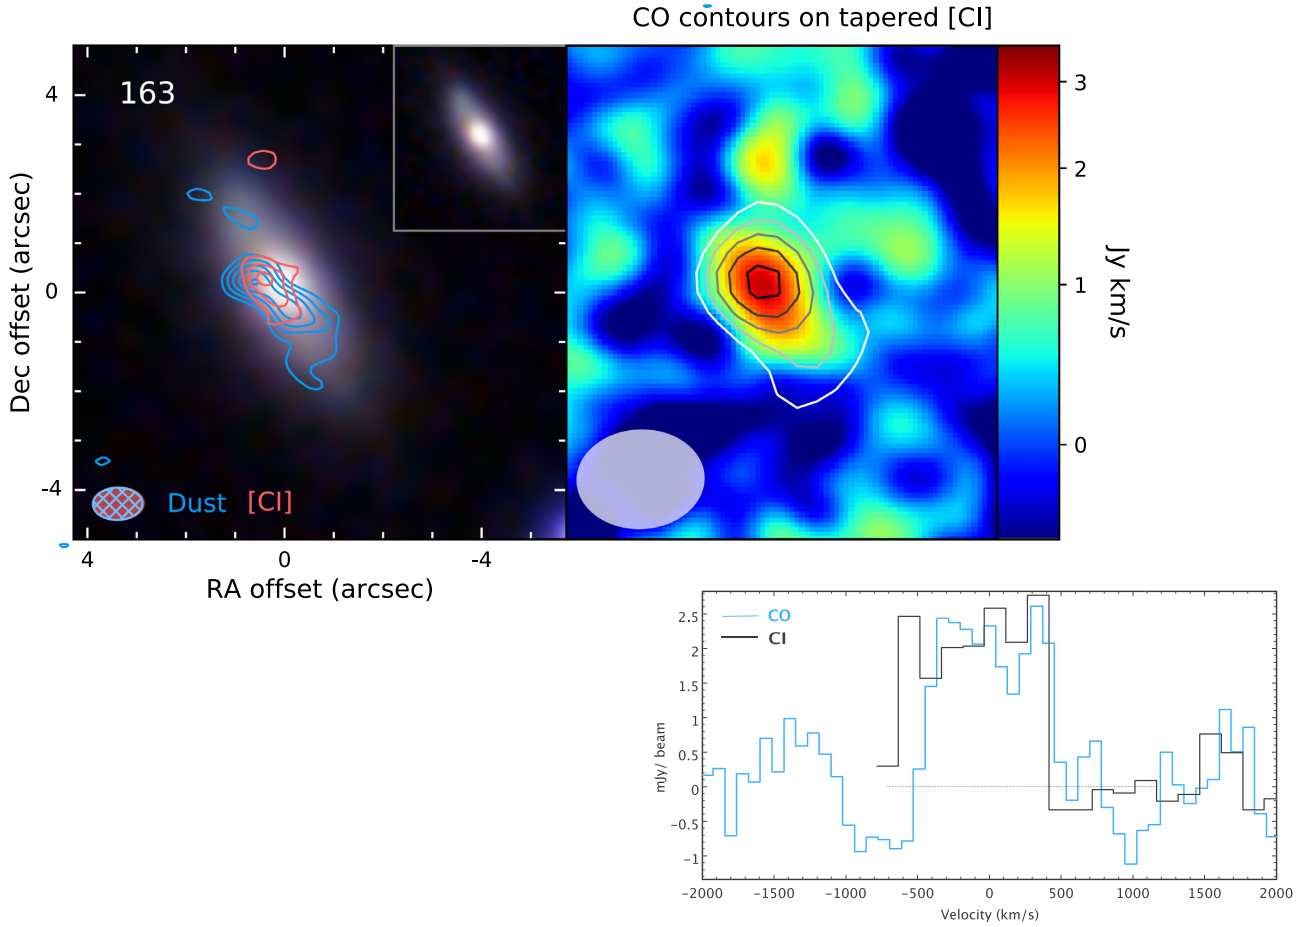 CO contours on tapered [CI]
163
4
0
-4
Dec offset (arcsec)
Dust [CI]
4 0 -4
RA offset (arcsec)
3
2
1
0
Jy km/s
CO
CI
2.5
2
1.5
1
0.5
0
−0.5
−1
mJy/ beam
−2000 −1500 −1000 −500 0 500 1000 1500 2000
Velocity (km/s)